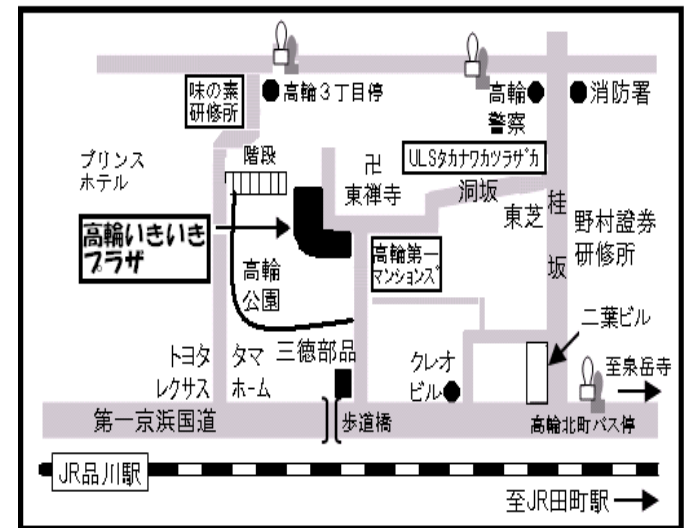 味の素
研修所
高輪3丁目停
高輪
警察
消防署
プリンス
ホテル
階段
卍
東禅寺
ULSタカナワカツラザカ
洞坂
東芝
桂
坂
野村證券
研修所
高輪いきいき
プラザ
高輪
公園
高輪第一
マンションズ
二葉ビル
トヨタ
レクサス
タマ
ホーム
三徳部品
クレオ
ビル
至泉岳寺
第一京浜国道
歩道橋
高輪北町バス停
JR品川駅
至JR田町駅